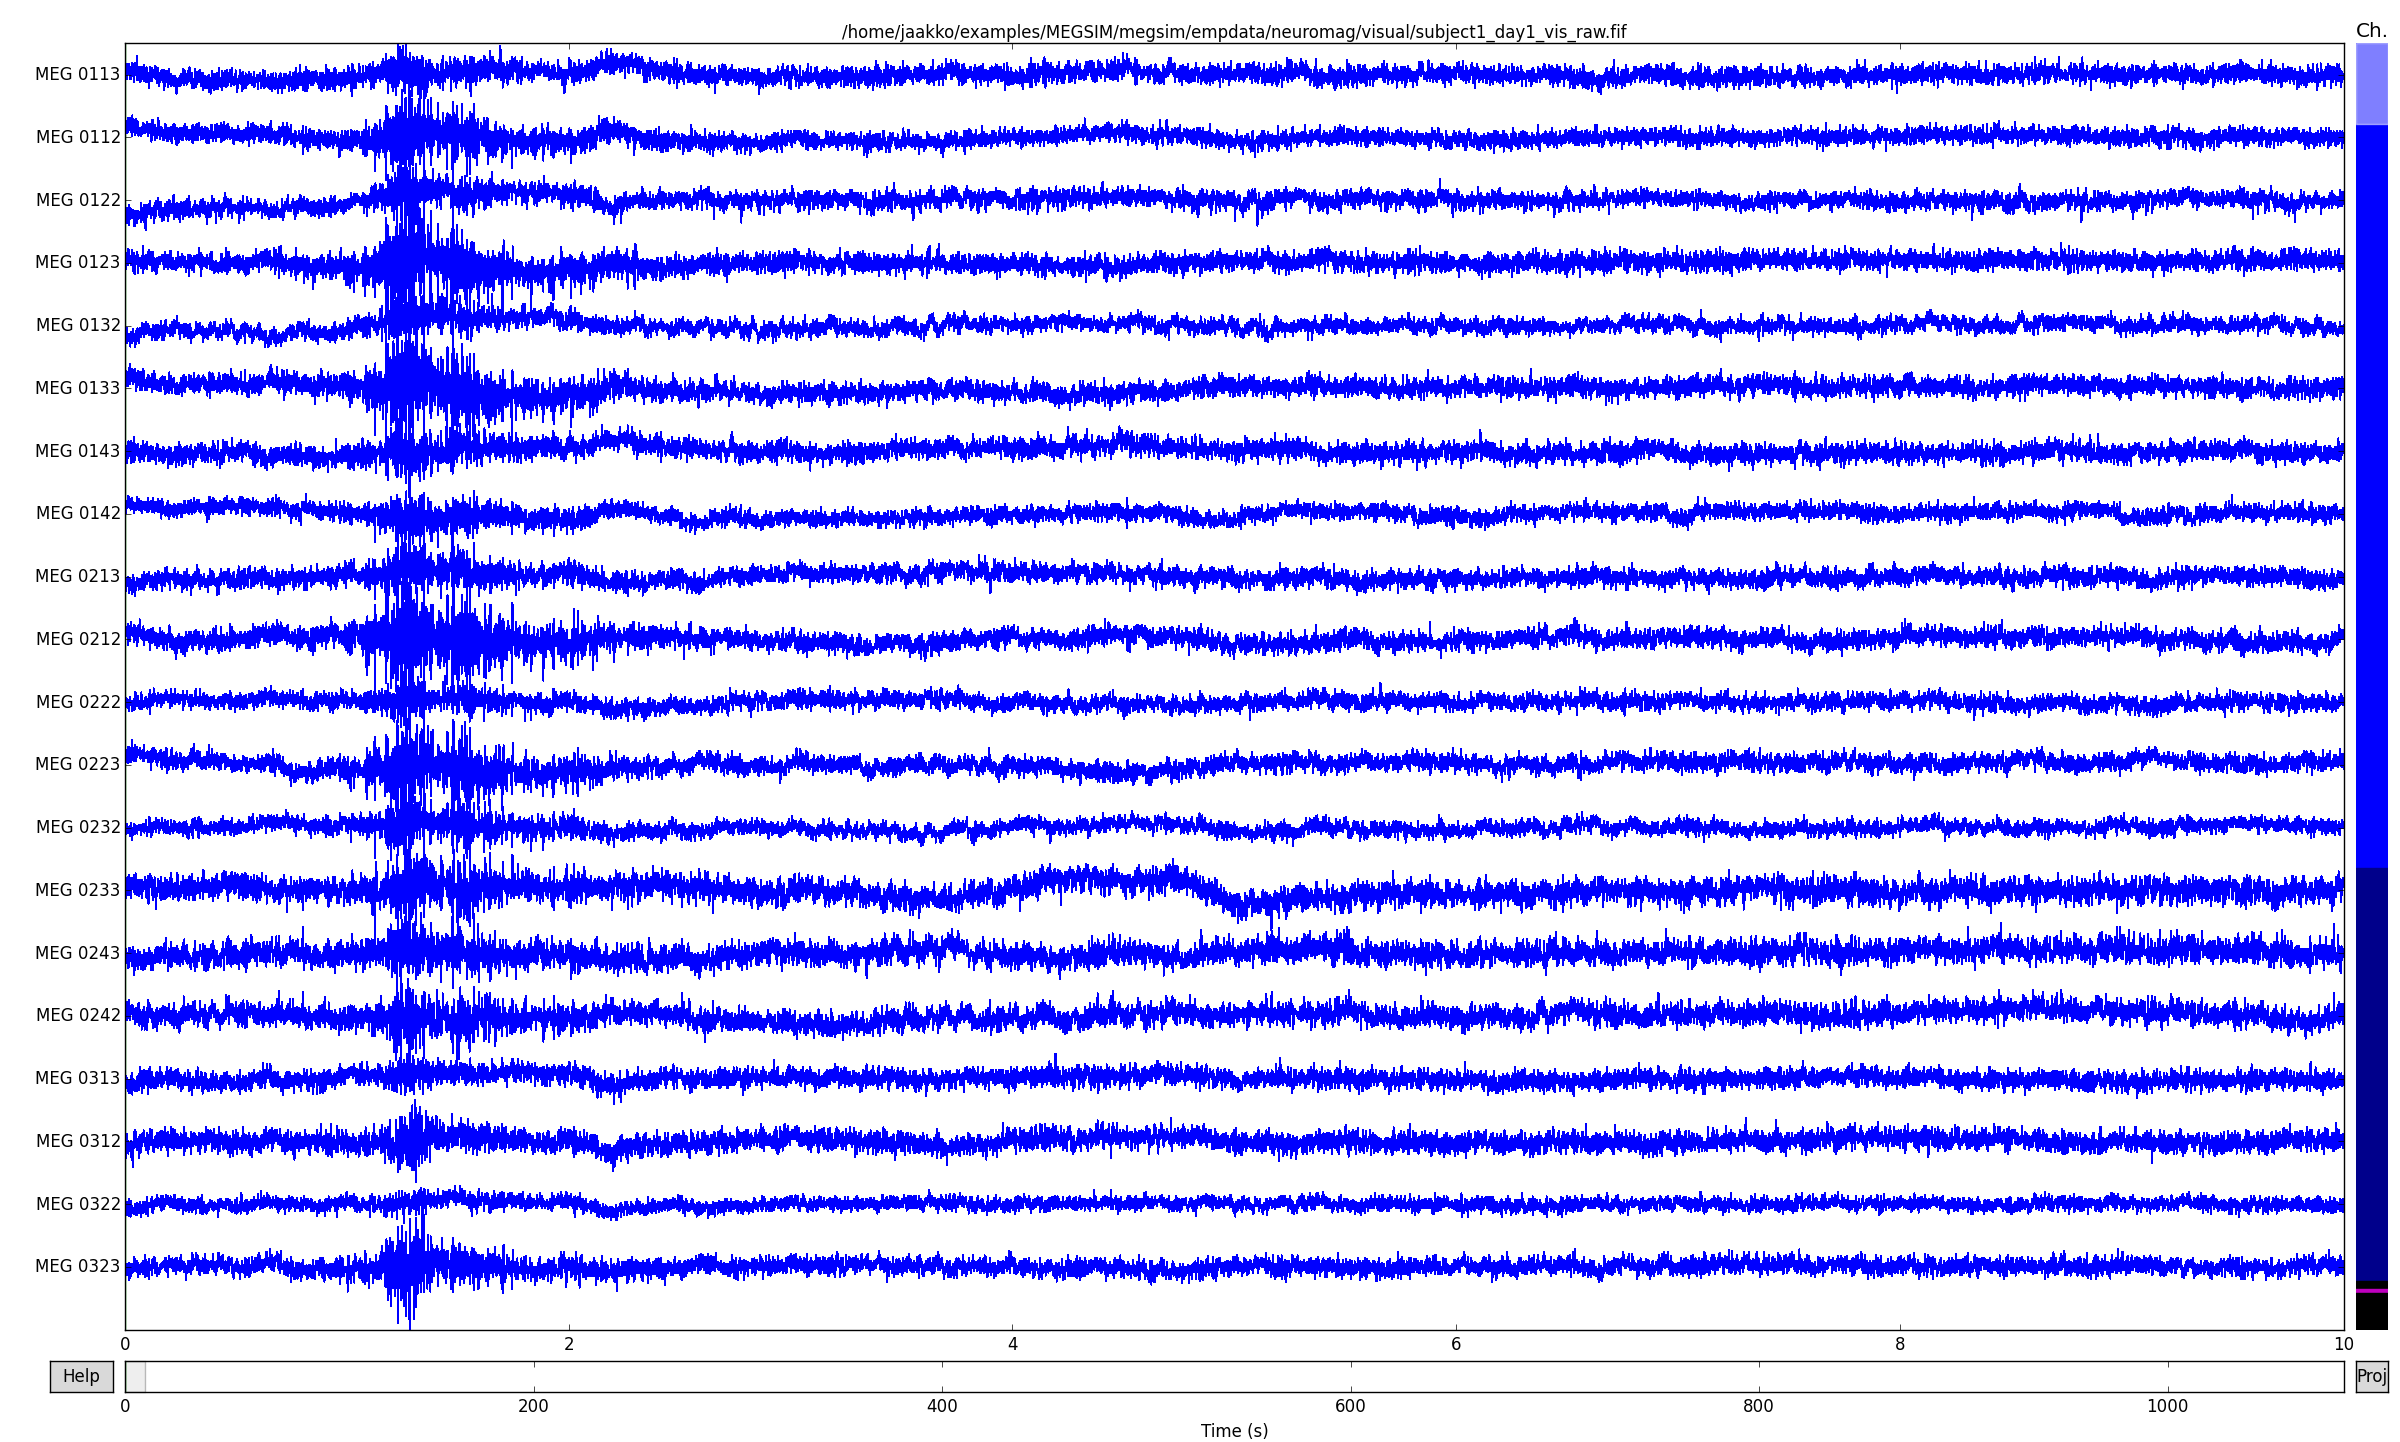 /home/jaakko/examples/MEGSIM/megsim/empdata/neuromag/visual/subject1_day1_vis_raw.fif
Ch.
MEG 0113
MEG 0112
MEG 0122
MEG 0123
MEG 0132
MEG 0133
MEG 0143
MEG 0142
MEG 0213
MEG 0212
MEG 0222
MEG 0223
MEG 0232
MEG 0233
MEG 0243
MEG 0242
MEG 0313
MEG 0312
MEG 0322
MEG 0323
0 2 4 6 8 10
Help Proj
0 200 400 600 800 1000
Time (s)